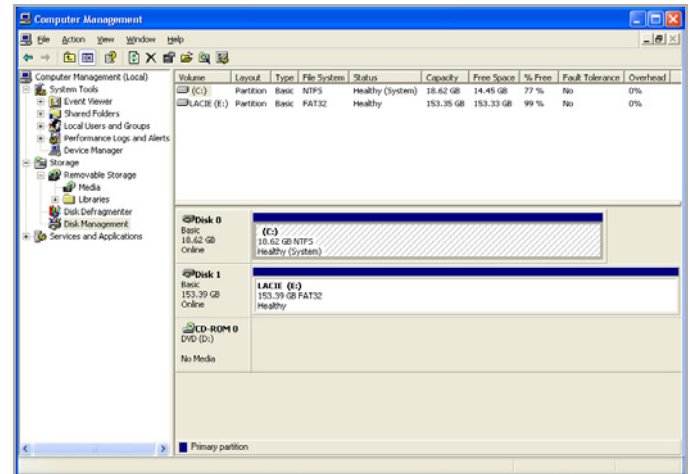 Computer Management
File Action View Window Help
Computer Management (Local)
System Tools
Event Viewer
Shared Folders
Local Users and Groups
Performance Logs and Alerts
Device Manager
Storage
Removable Storage
Media
Libraries
Disk Defragmenter
Disk Management
Services and Applications
Volume Layout Type File System Status Capacity Free Space % Free Fault Tolerance Overhead
(C:) Partition Basic NTFS Healthy (System) 18.62 GB 14.45 GB 77 % No 0%
LACIE (E:) Partition Basic FAT32 Healthy 153.35 GB 153.33 GB 99 % No 0%
Disk 0
Basic
18.62 GB
Online
(C:)
18.62 GB NTFS
Healthy (System)
Disk 1
Basic
153.39 GB
Online
LACIE (E:)
153.39 GB FAT32
Healthy
CD-ROM 0
DVD (D:)
No Media
Primary partition